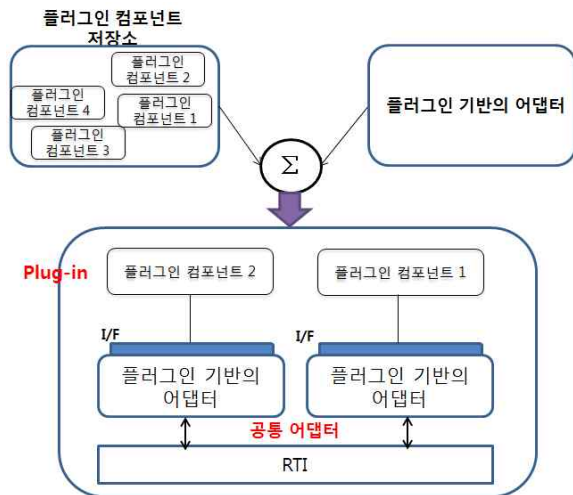 플러그인 컴포넌트
저장소
플러그인
컴포넌트 2
플러그인
컴포넌트 4
플러그인
컴포넌트 1
플러그인
컴포넌트 3
플러그인 기반의 어댑터
Σ
Plug-in
플러그인 컴포넌트 2
플러그인 컴포넌트 1
I/F
I/F
플러그인 기반의
어댑터
플러그인 기반의
어댑터
공통 어댑터
RTI